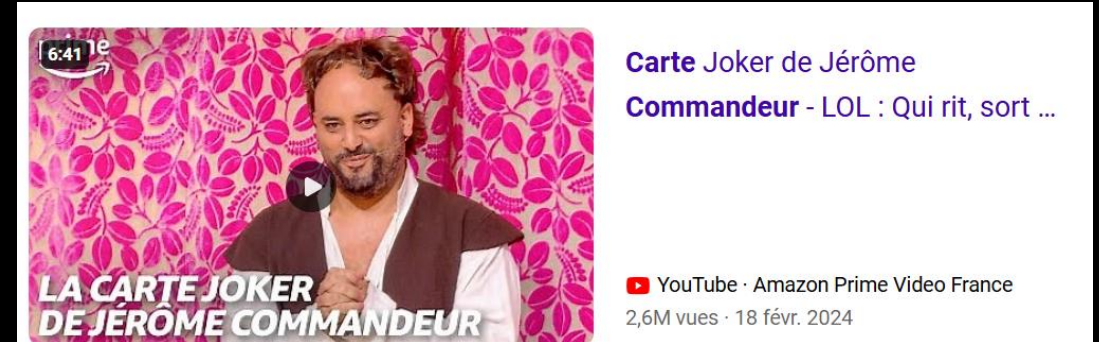 6:41
LA CARTE JOKER
DE JÉRÔME COMMANDEUR
Carte Joker de Jérôme
Commandeur - LOL : Qui rit, sort ...
YouTube · Amazon Prime Video France
2,6M vues · 18 févr. 2024